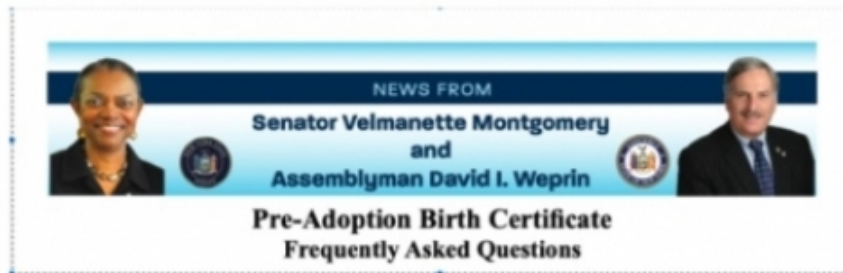 NEWS FROM
Senator Velmanette Montgomery
and
Assemblyman David I. Weprin
Pre-Adoption Birth Certificate
Frequently Asked Questions